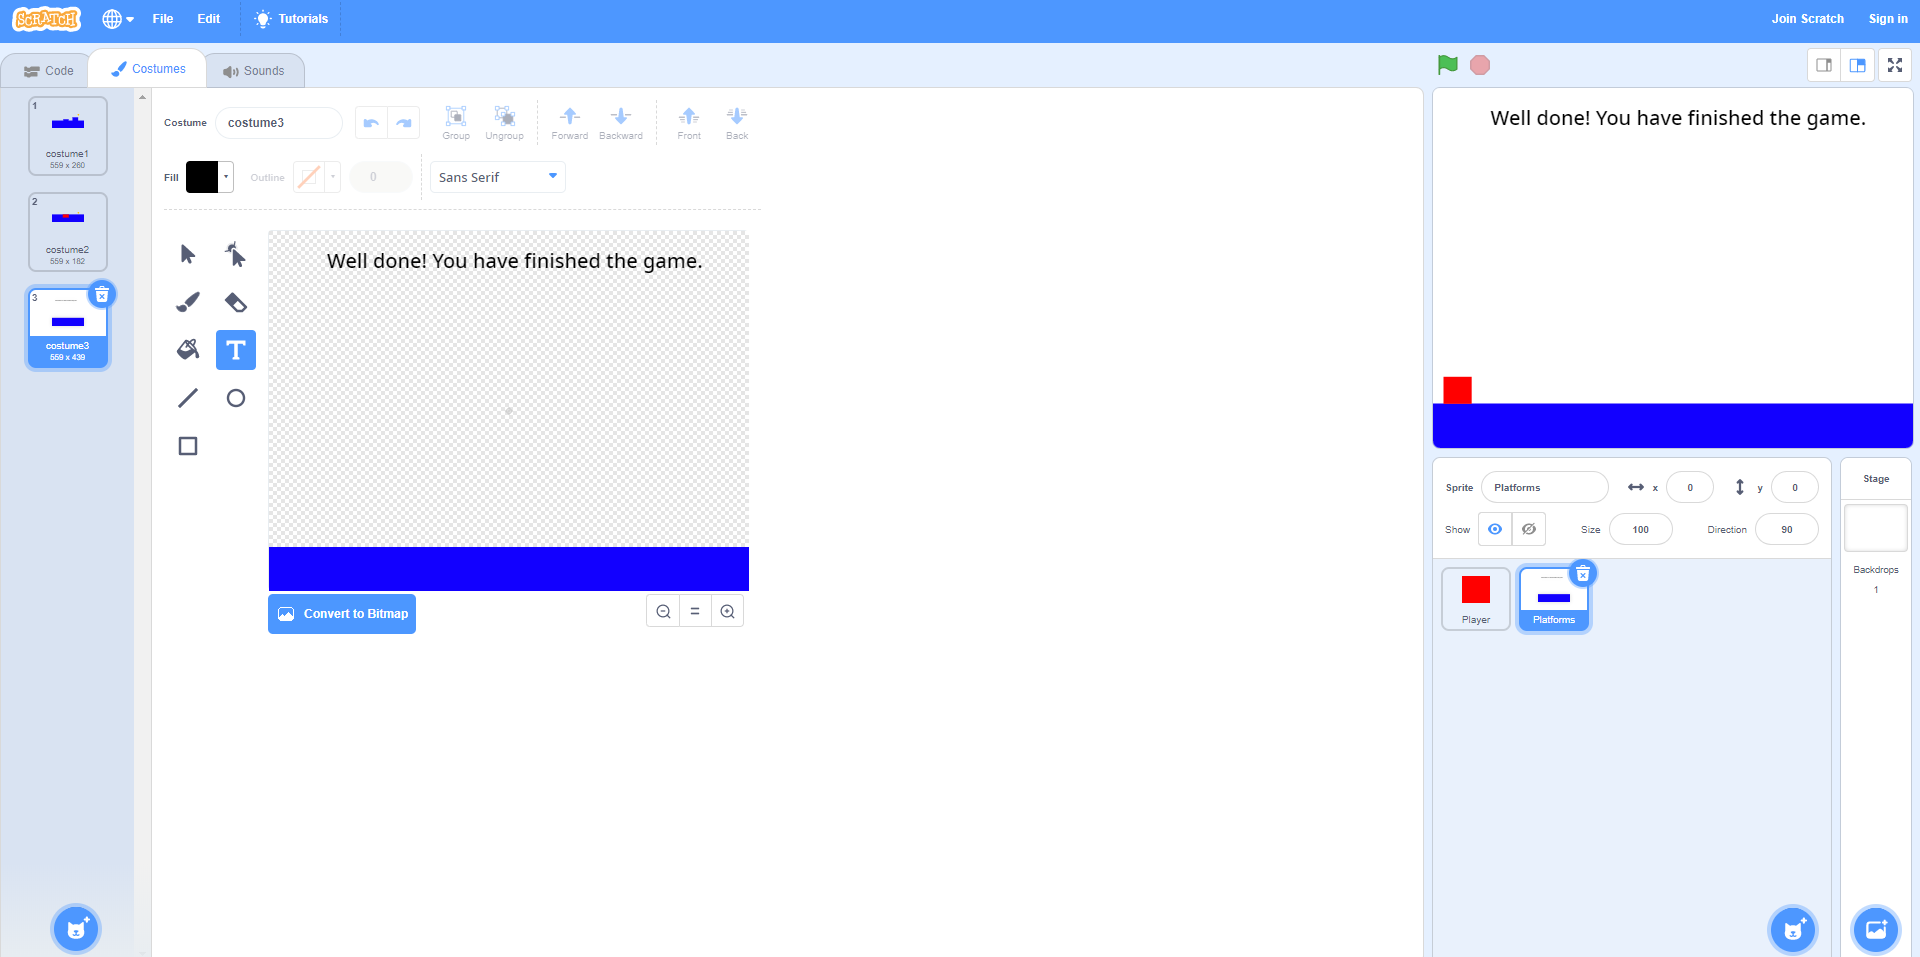 SCRATCH File Edit Tutorials Join Scratch Sign in
Code Costumes Sounds
1
costume1
559 x 260
2
costume2
559 x 182
3
costume3
559 x 439
Costume costume3 Group Ungroup Forward Backward Front Back
Fill Outline 0 Sans Serif
Well done! You have finished the game.
Convert to Bitmap
Well done! You have finished the game.
Sprite Platforms x 0 y 0
Show Size 100 Direction 90
Player
Platforms
Stage
Backdrops
1